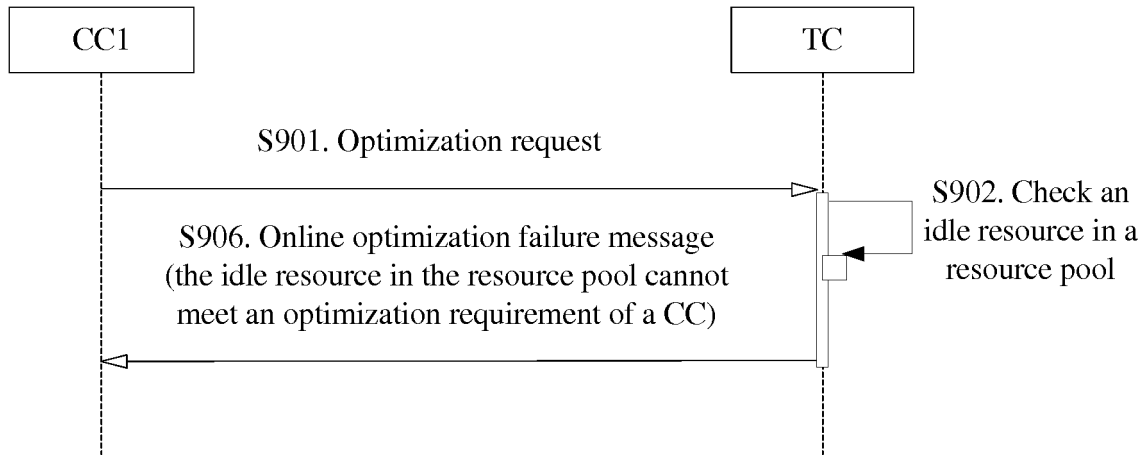 CC1
TC
S901. Optimization request
S902. Check an
idle resource in a
resource pool
S906. Online optimization failure message
(the idle resource in the resource pool cannot
meet an optimization requirement of a CC)